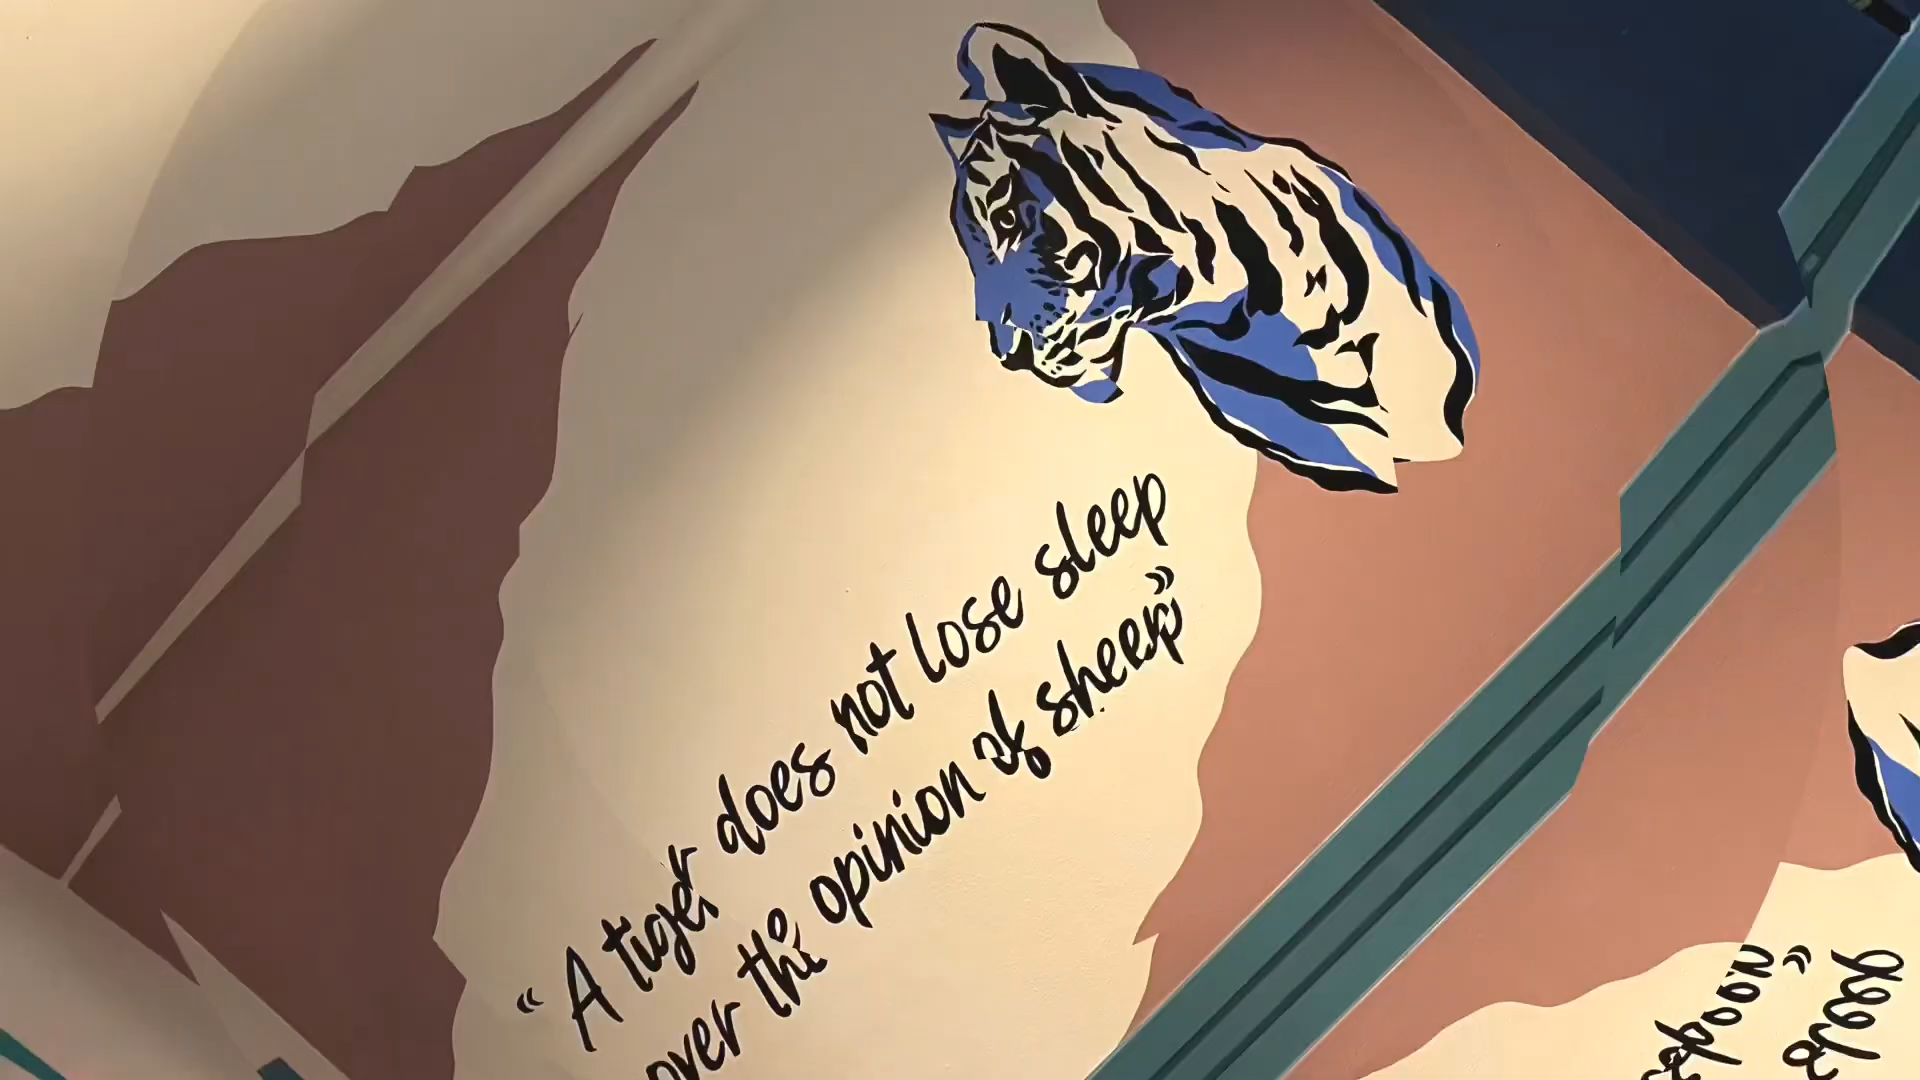 “A tiger does not lose sleep
over the opinion of sheep”